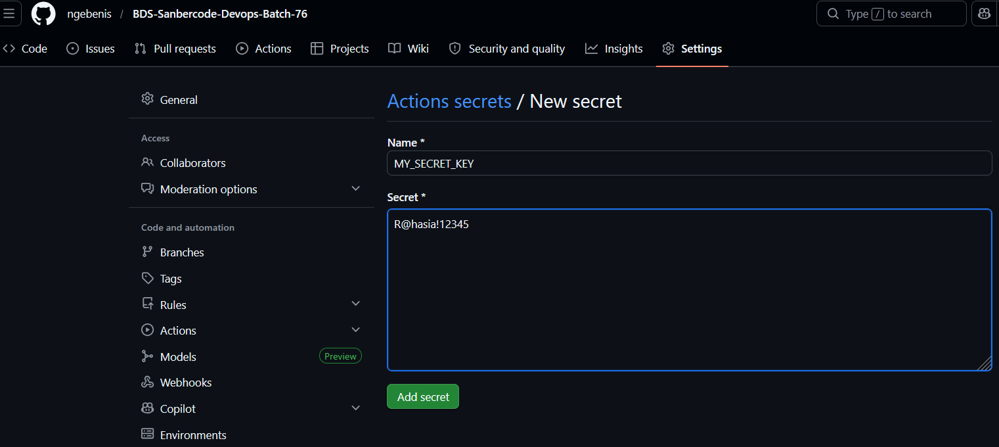 ngebenis / BDS-Sanbercode-Devops-Batch-76
Type / to search
Code Issues Pull requests Actions Projects Wiki Security and quality Insights Settings
General
Access
Collaborators
Moderation options
Code and automation
Branches
Tags
Rules
Actions
Models Preview
Webhooks
Copilot
Environments
Actions secrets / New secret
Name *
MY_SECRET_KEY
Secret *
R@hasia!12345
Add secret